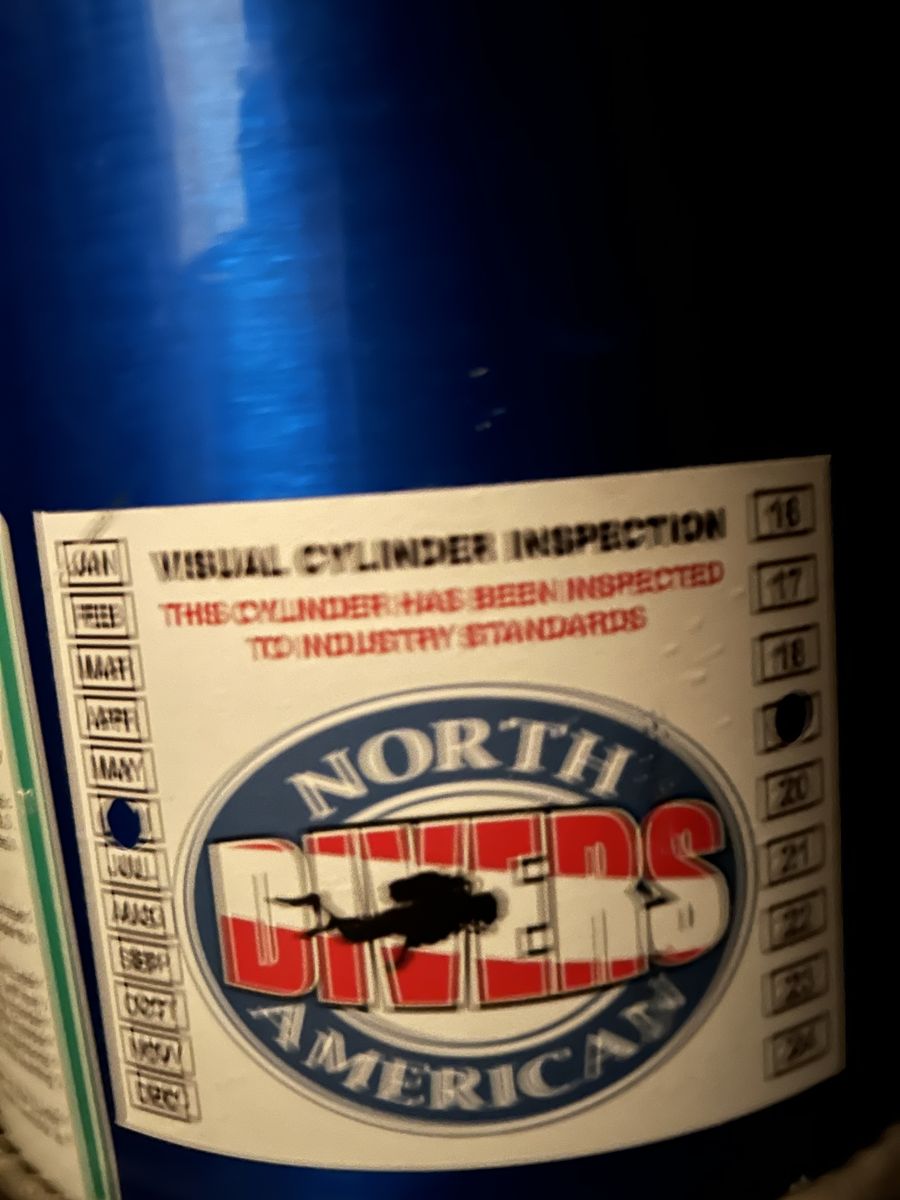 VISUAL CYLINDER INSPECTION
THIS CYLINDER HAS BEEN INSPECTED
TO INDUSTRY STANDARDS
NORTH
DIVERS
AMERICAN
JAN
FEB
MAR
APR
MAY
JUL
AUG
SEP
OCT
NOV
DEC
16
17
18
20
21
22
23
24